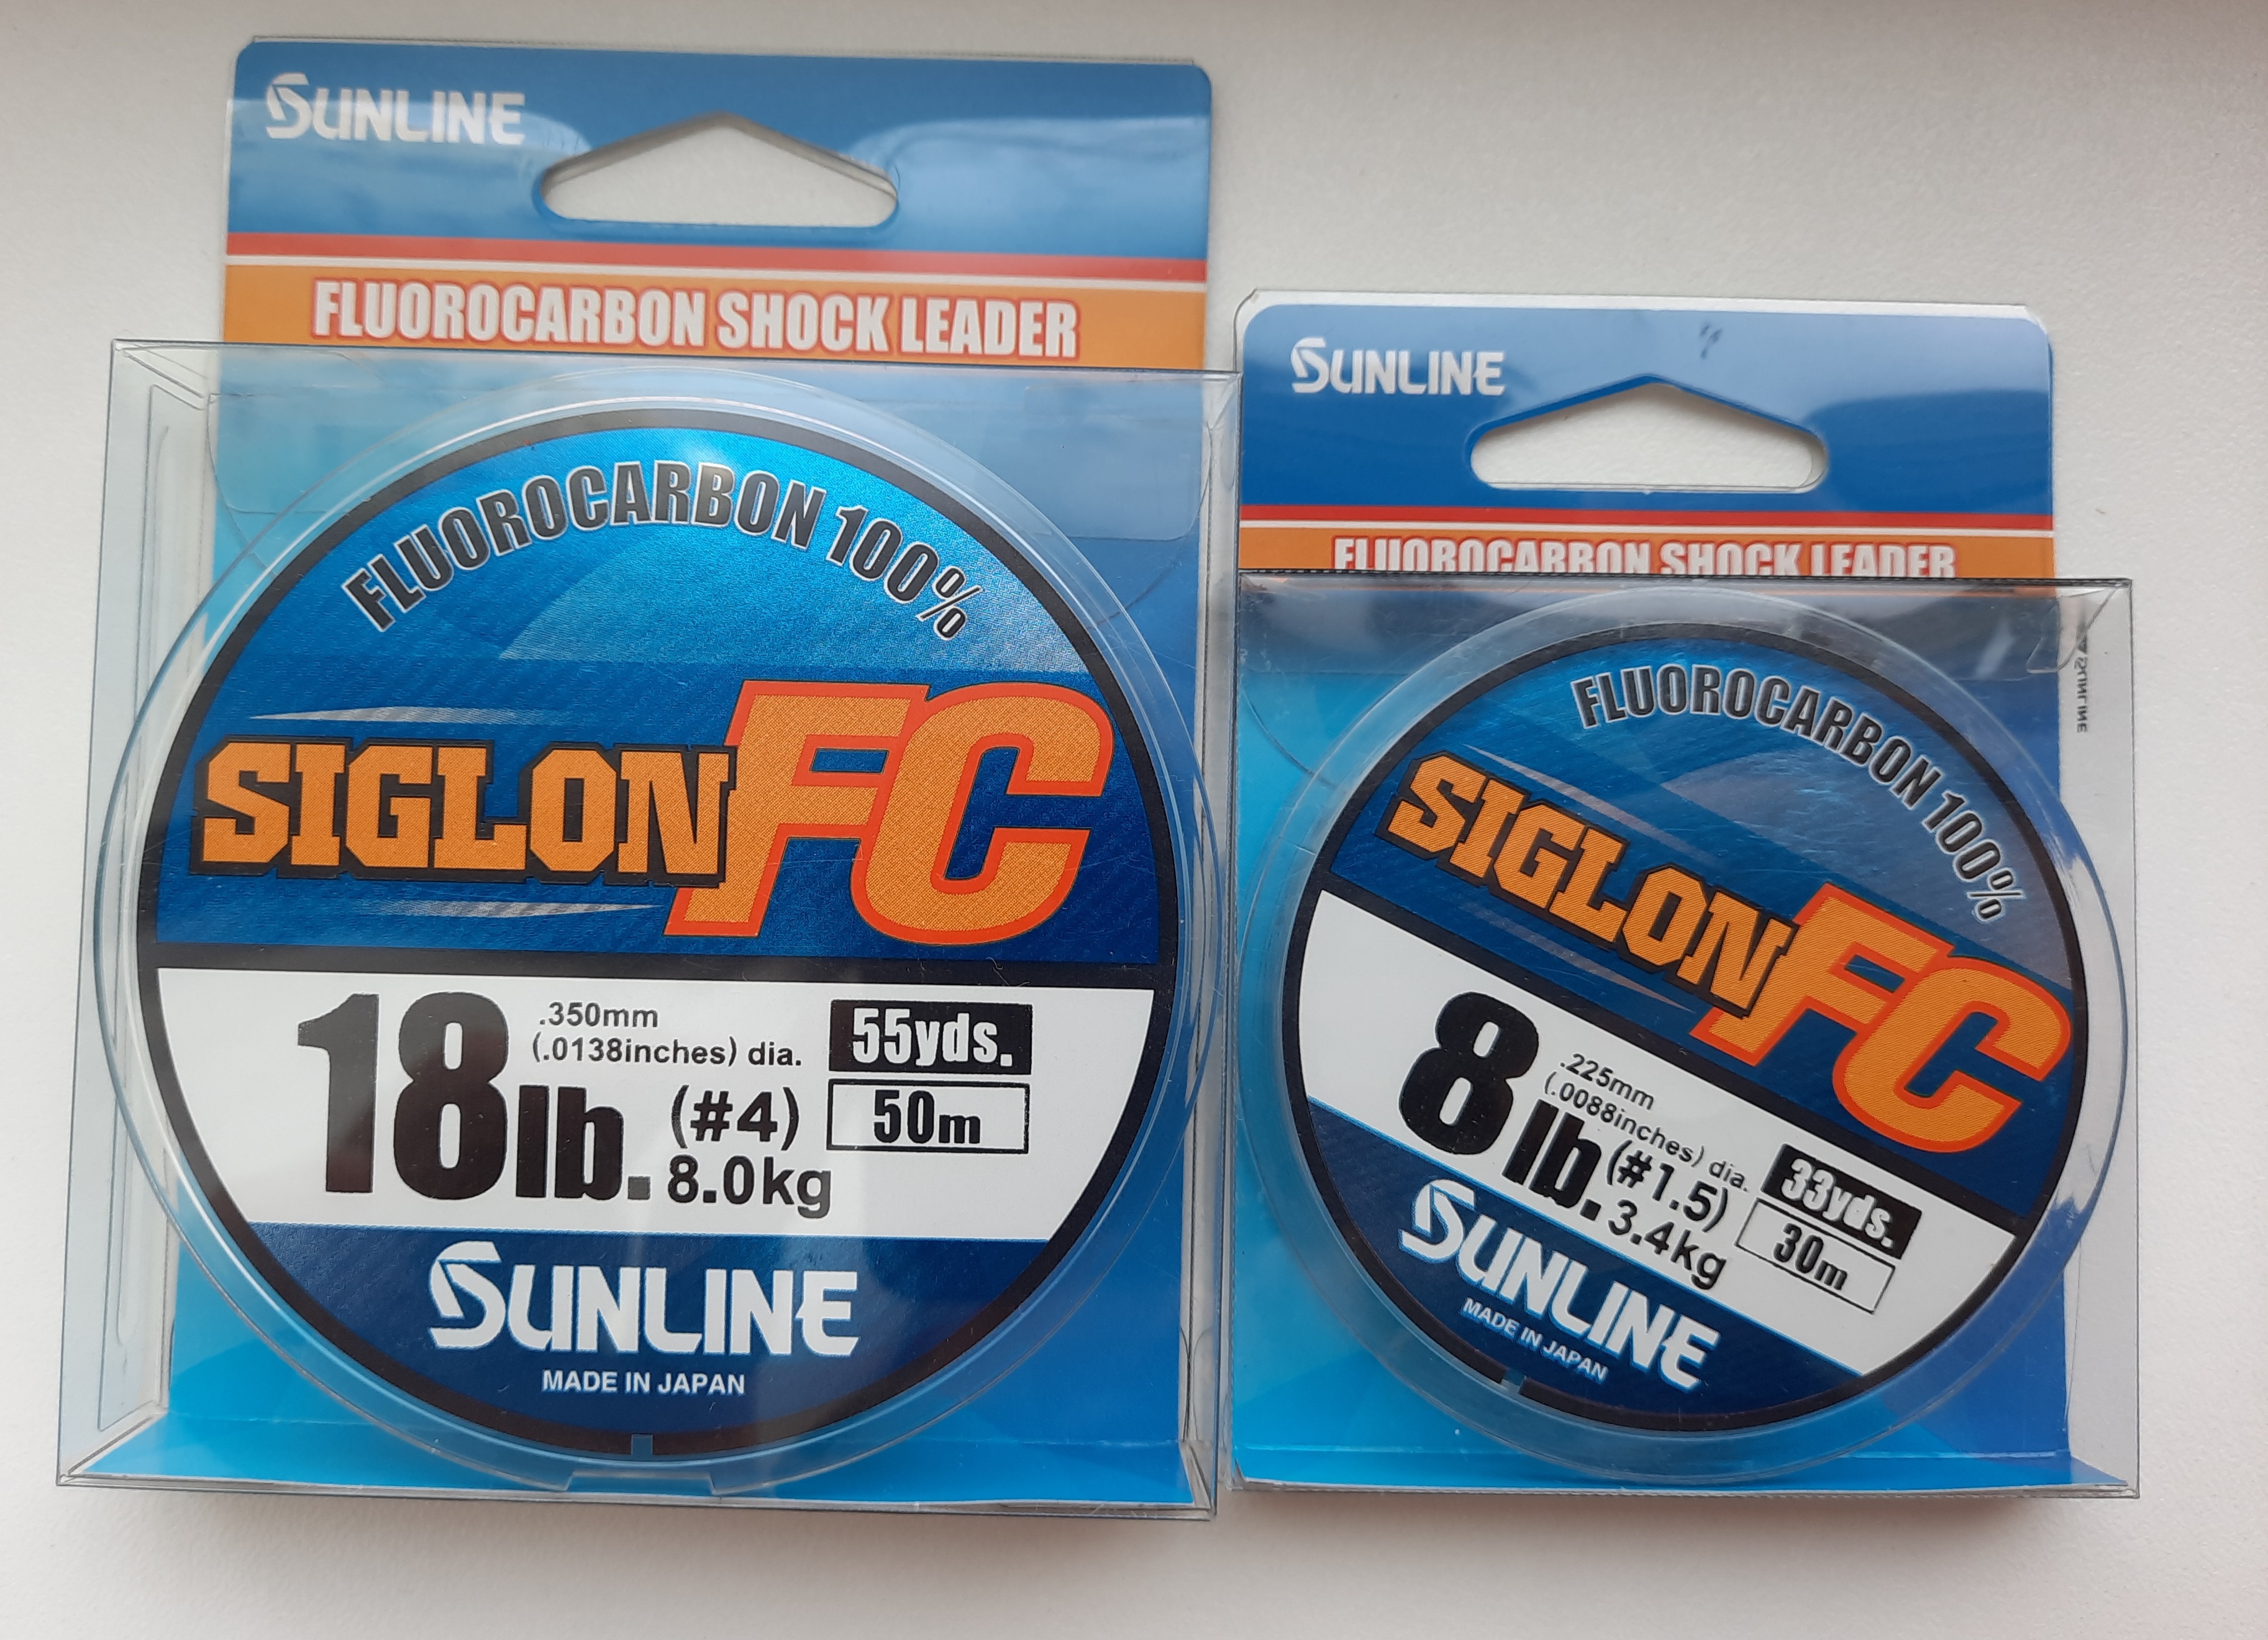 SUNLINE
FLUOROCARBON SHOCK LEADER
FLUOROCARBON 100%
SIGLON FC
18lb.
.350mm
(.0138inches) dia.
(#4)
8.0kg
55yds.
50m
SUNLINE
MADE IN JAPAN
SUNLINE
FLUOROCARBON SHOCK LEADER
FLUOROCARBON 100%
SIGLON FC
8lb.
.225mm
(.0088inches) dia.
(#1.5)
3.4kg
33yds.
30m
SUNLINE
MADE IN JAPAN
SUNLINE